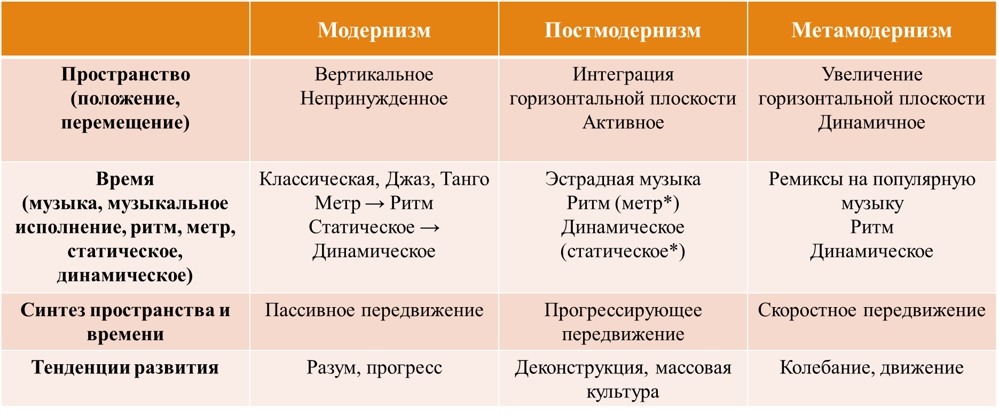 Модернизм
Постмодернизм
Метамодернизм
Пространство
(положение,
перемещение)
Вертикальное
Непринужденное
Интеграция
горизонтальной плоскости
Активное
Увеличение
горизонтальной плоскости
Динамичное
Время
(музыка, музыкальное
исполнение, ритм, метр,
статическое,
динамическое)
Классическая, Джаз, Танго
Метр → Ритм
Статическое →
Динамическое
Эстрадная музыка
Ритм (метр*)
Динамическое
(статическое*)
Ремиксы на популярную
музыку
Ритм
Динамическое
Синтез пространства и
времени
Пассивное передвижение
Прогрессирующее
передвижение
Скоростное передвижение
Тенденции развития
Разум, прогресс
Деконструкция, массовая
культура
Колебание, движение